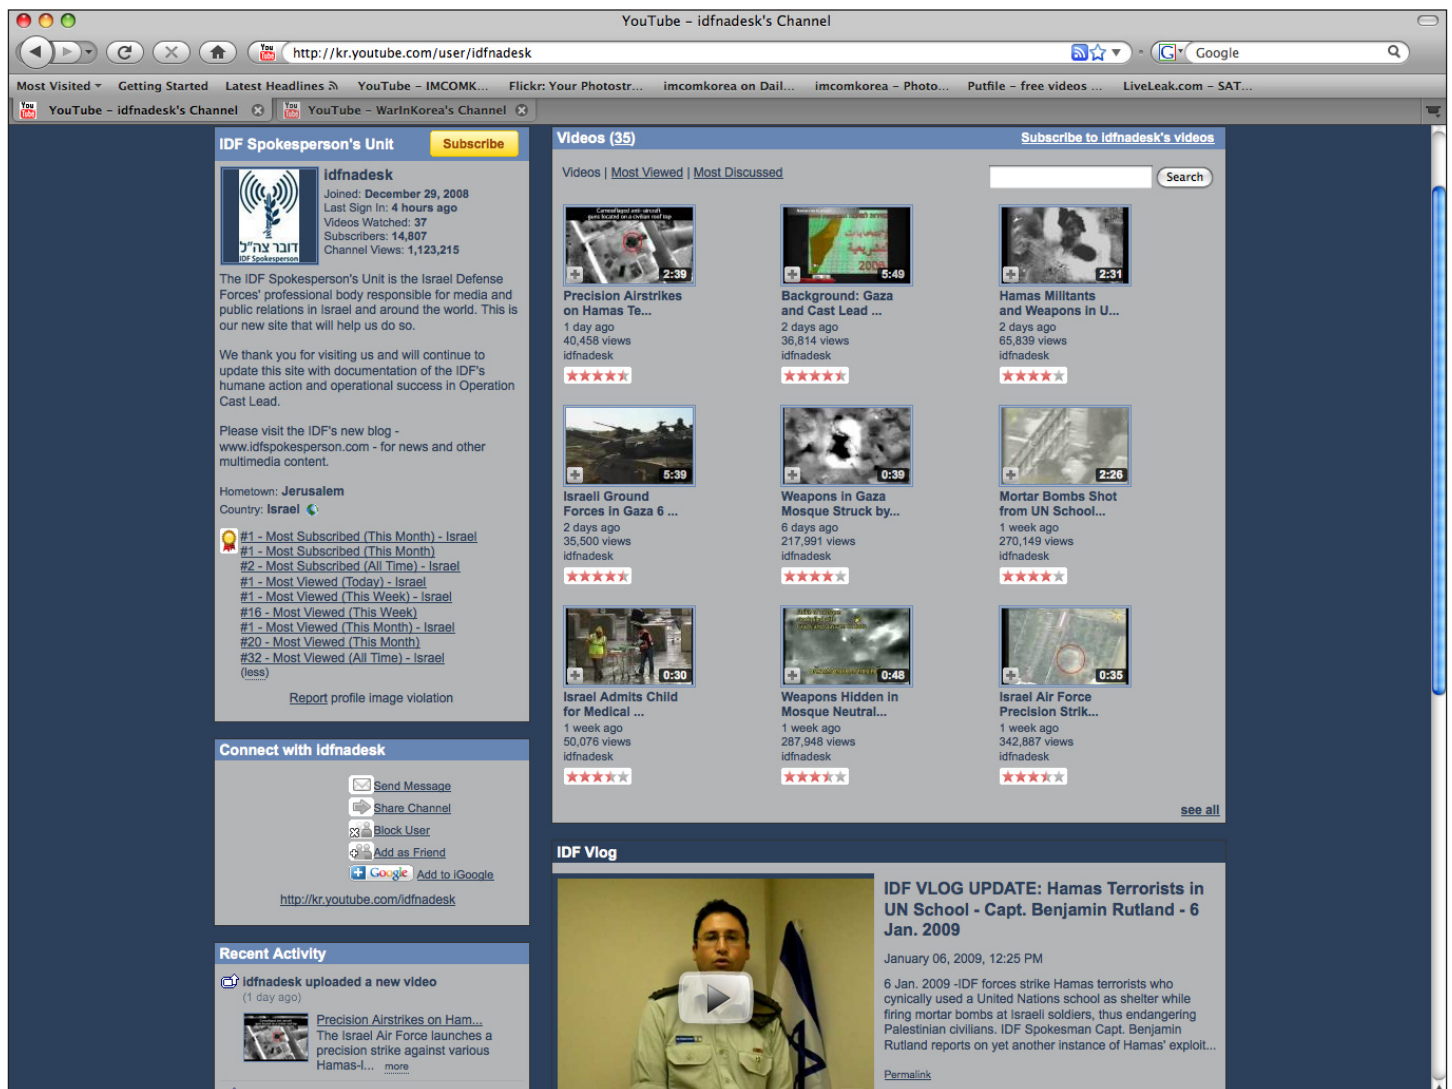 YouTube – idfnadesk's Channel
http://kr.youtube.com/user/idfnadesk
Google
Most Visited
Getting Started
Latest Headlines
YouTube – IMCOMK...
Flickr: Your Photostr...
imcomkorea on Dail...
imcomkorea – Photo...
Putfile – free videos ...
LiveLeak.com – SAT...
YouTube – idfnadesk's Channel
YouTube – WarInKorea's Channel
IDF Spokesperson's Unit
Subscribe
idfnadesk
Joined: December 29, 2008
Last Sign In: 4 hours ago
Videos Watched: 37
Subscribers: 14,807
Channel Views: 1,123,215
דובר צה"ל
IDF Spokesperson
The IDF Spokesperson's Unit is the Israel Defense
Forces' professional body responsible for media and
public relations in Israel and around the world. This is
our new site that will help us do so.
We thank you for visiting us and will continue to
update this site with documentation of the IDF's
humane action and operational success in Operation
Cast Lead.
Please visit the IDF's new blog -
www.idfspokesperson.com - for news and other
multimedia content.
Hometown: Jerusalem
Country: Israel
#1 - Most Subscribed (This Month) - Israel
#1 - Most Subscribed (This Month)
#2 - Most Subscribed (All Time) - Israel
#1 - Most Viewed (Today) - Israel
#1 - Most Viewed (This Week) - Israel
#16 - Most Viewed (This Week)
#1 - Most Viewed (This Month) - Israel
#20 - Most Viewed (This Month)
#32 - Most Viewed (All Time) - Israel
(less)
Report profile image violation
Connect with idfnadesk
Send Message
Share Channel
Block User
Add as Friend
Google Add to iGoogle
http://kr.youtube.com/idfnadesk
Recent Activity
idfnadesk uploaded a new video
(1 day ago)
Precision Airstrikes on Ham...
The Israel Air Force launches a
precision strike against various
Hamas-l... more
Videos (35)
Subscribe to idfnadesk's videos
Videos | Most Viewed | Most Discussed
Search
Camouflaged anti-aircraft
guns located on a civilian roof top
2:39
Precision Airstrikes
on Hamas Te...
1 day ago
40,458 views
idfnadesk
2006
5:49
Background: Gaza
and Cast Lead ...
2 days ago
36,814 views
idfnadesk
2:31
Hamas Militants
and Weapons in U...
2 days ago
65,839 views
idfnadesk
5:39
Israeli Ground
Forces in Gaza 6 ...
2 days ago
35,500 views
idfnadesk
0:39
Weapons in Gaza
Mosque Struck by...
6 days ago
217,991 views
idfnadesk
2:26
Mortar Bombs Shot
from UN School...
1 week ago
270,149 views
idfnadesk
0:30
Israel Admits Child
for Medical ...
1 week ago
50,076 views
idfnadesk
0:48
Weapons Hidden in
Mosque Neutral...
1 week ago
287,948 views
idfnadesk
0:35
Israel Air Force
Precision Strik...
1 week ago
342,887 views
idfnadesk
see all
IDF Vlog
IDF VLOG UPDATE: Hamas Terrorists in
UN School - Capt. Benjamin Rutland - 6
Jan. 2009
January 06, 2009, 12:25 PM
6 Jan. 2009 -IDF forces strike Hamas terrorists who
cynically used a United Nations school as shelter while
firing mortar bombs at Israeli soldiers, thus endangering
Palestinian civilians. IDF Spokesman Capt. Benjamin
Rutland reports on yet another instance of Hamas' exploit...
Permalink